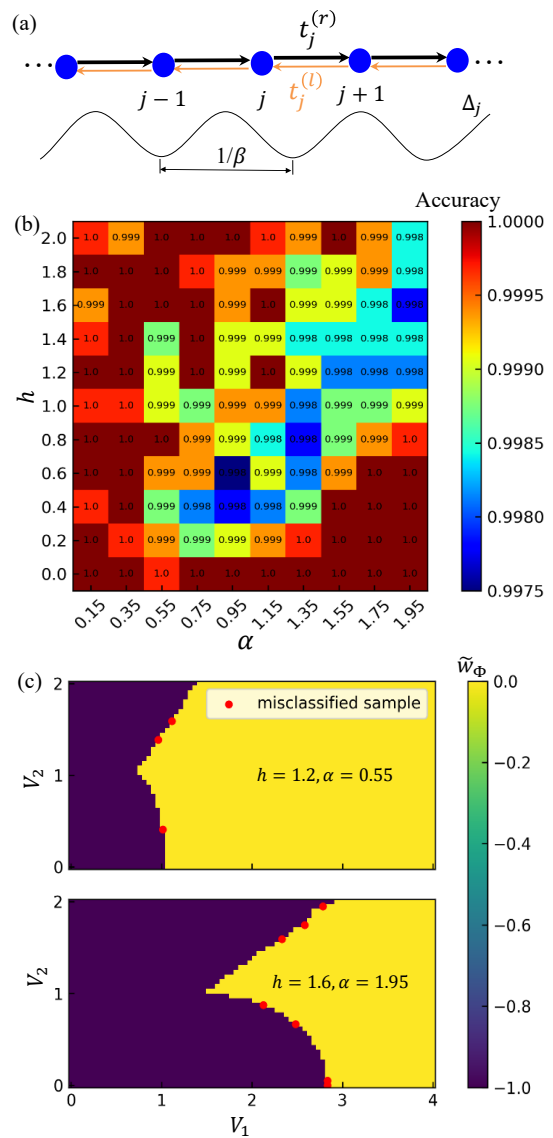 (a)
t_j^{(r)}
··· ···
j − 1 j j + 1 Δ_j
t_j^{(l)}
1/β
(b) Accuracy
2.0 1.0 0.999 1.0 1.0 1.0 1.0 0.999 1.0 0.999 0.998 1.0000
1.8 1.0 1.0 1.0 1.0 0.999 0.999 0.999 0.999 0.999 0.998
1.6 0.999 1.0 1.0 1.0 0.999 1.0 0.999 0.999 0.998 0.998 0.9995
1.4 1.0 1.0 0.999 1.0 0.999 0.999 0.998 0.998 0.998 0.998
1.2 1.0 1.0 0.999 1.0 0.999 1.0 0.999 0.998 0.998 0.998 0.9990
h 1.0 1.0 1.0 0.999 0.999 0.999 0.999 0.998 0.999 0.999 0.999
0.8 1.0 1.0 1.0 0.999 0.999 0.998 0.998 0.999 0.999 1.0 0.9985
0.6 1.0 1.0 0.999 0.999 0.998 0.999 0.998 0.999 1.0 1.0
0.4 1.0 1.0 0.999 0.998 0.998 0.998 0.999 1.0 1.0 1.0 0.9980
0.2 1.0 1.0 0.999 0.999 0.999 0.999 1.0 1.0 1.0 1.0
0.0 1.0 1.0 1.0 1.0 1.0 1.0 1.0 1.0 1.0 1.0 0.9975
0.15 0.35 0.55 0.75 0.95 1.15 1.35 1.55 1.75 1.95
α
(c) w̃_Φ
2 0.0
misclassified sample
V_2 1 h = 1.2, α = 0.55 −0.2
0
0 1 2 3 4 −0.4
2 −0.6
V_2 1 h = 1.6, α = 1.95 −0.8
0 −1.0
0 1 2 3 4
V_1